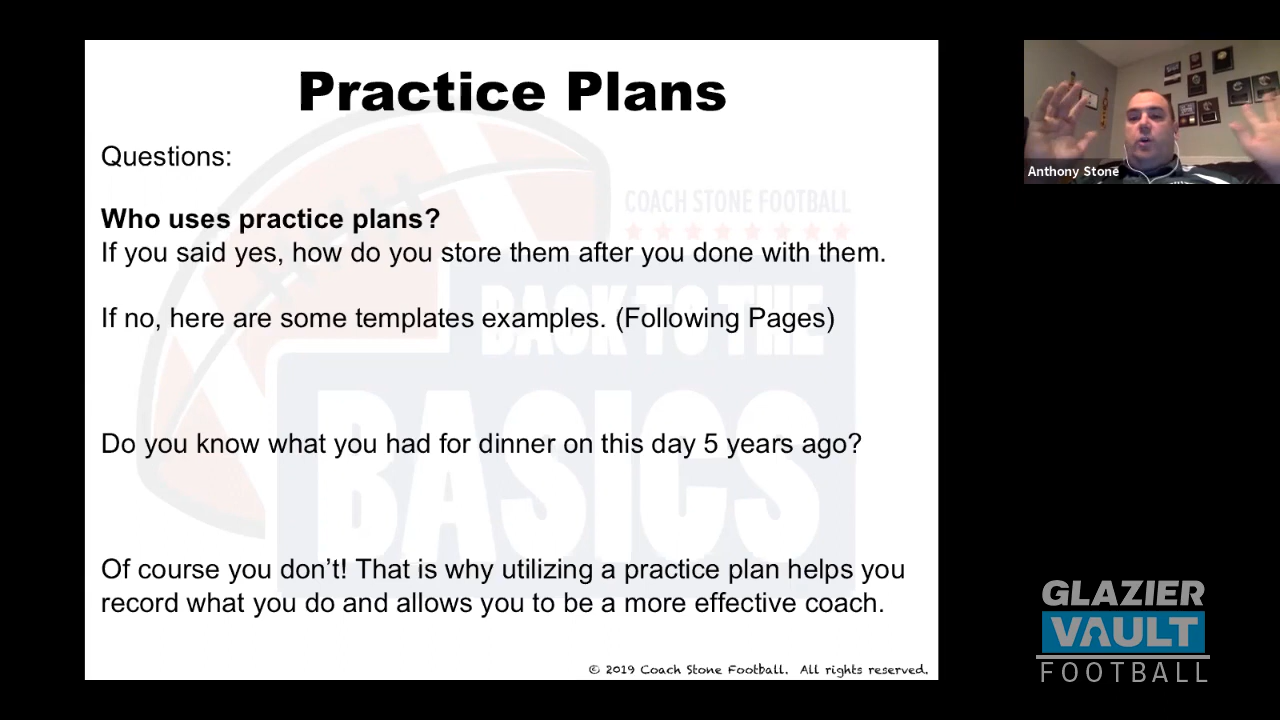 Practice Plans
Questions:
COACH STONE FOOTBALL
Who uses practice plans?
If you said yes, how do you store them after you done with them.
BACK TO THE
If no, here are some templates examples. (Following Pages)
BASICS
Do you know what you had for dinner on this day 5 years ago?
Of course you don’t! That is why utilizing a practice plan helps you
record what you do and allows you to be a more effective coach.
© 2019 Coach Stone Football. All rights reserved.
Anthony Stone
GLAZIER
VAULT
FOOTBALL